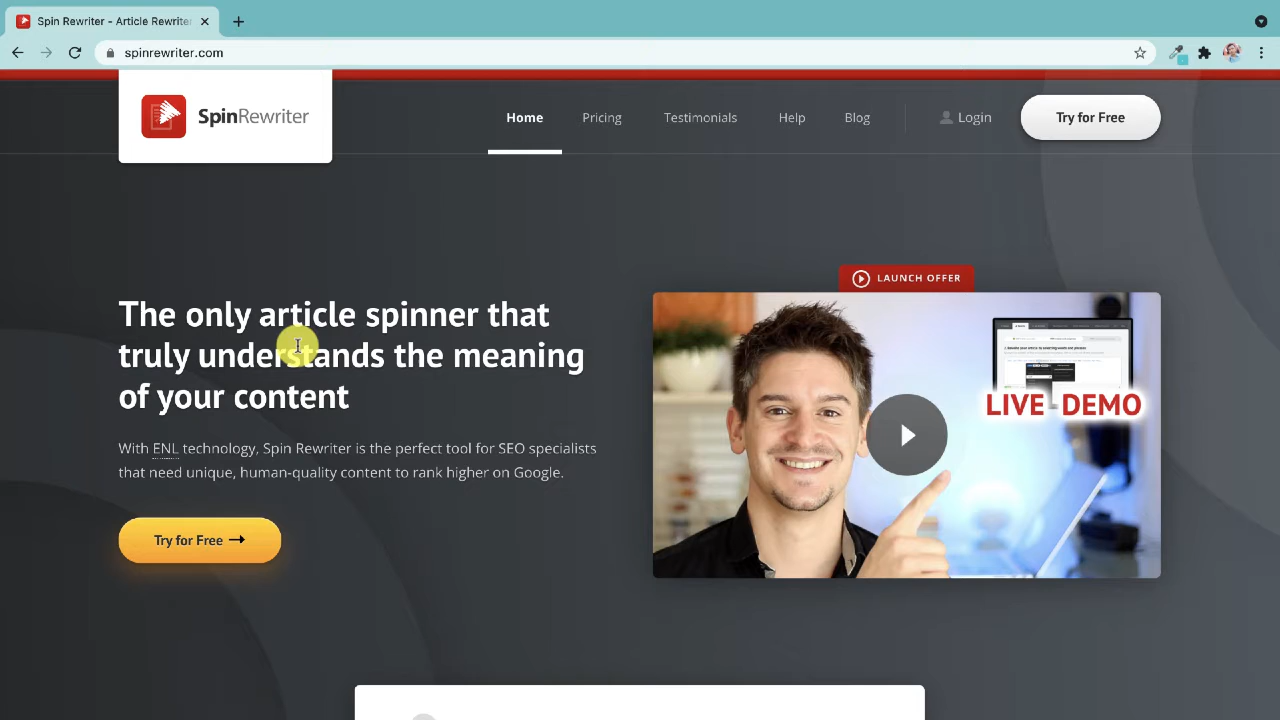 Spin Rewriter - Article Rewriter
spinrewriter.com
SpinRewriter
Home
Pricing
Testimonials
Help
Blog
Login
Try for Free
LAUNCH OFFER
The only article spinner that
truly understands the meaning
of your content
With ENL technology, Spin Rewriter is the perfect tool for SEO specialists
that need unique, human-quality content to rank higher on Google.
Try for Free
LIVE DEMO